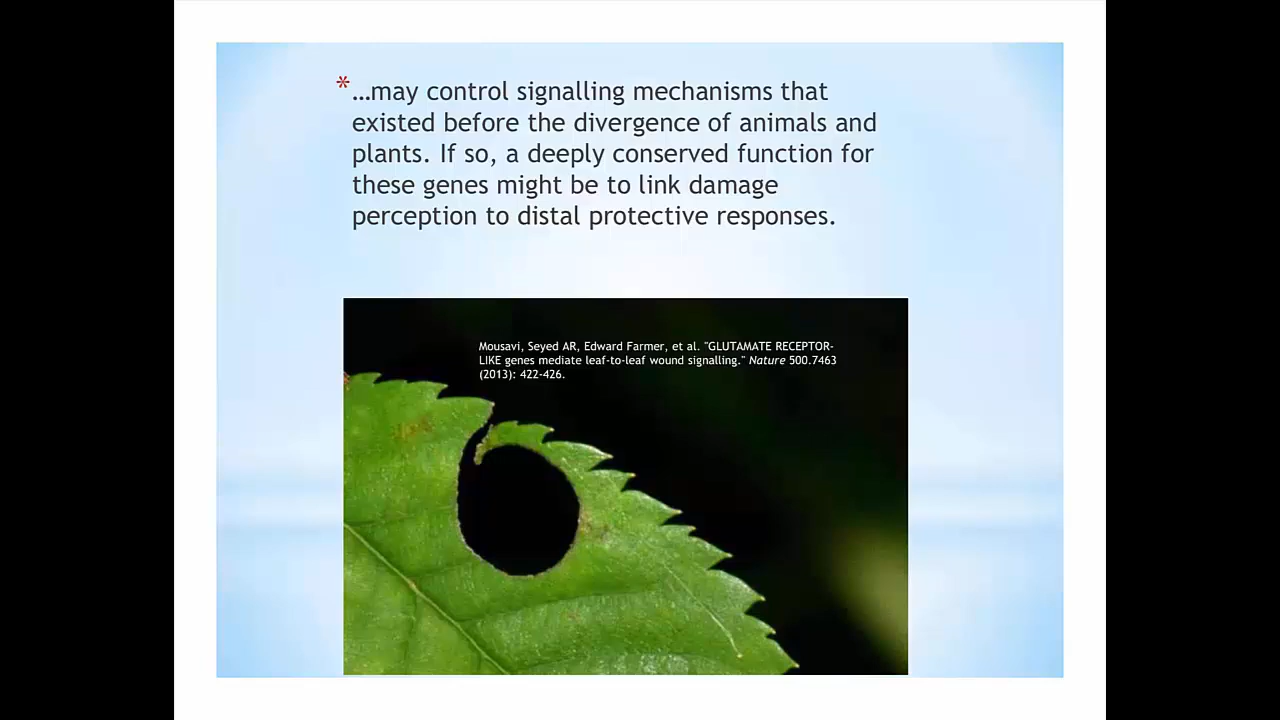 * …may control signalling mechanisms that
existed before the divergence of animals and
plants. If so, a deeply conserved function for
these genes might be to link damage
perception to distal protective responses.
Mousavi, Seyed AR, Edward Farmer, et al. "GLUTAMATE RECEPTOR-
LIKE genes mediate leaf-to-leaf wound signalling." Nature 500.7463
(2013): 422-426.